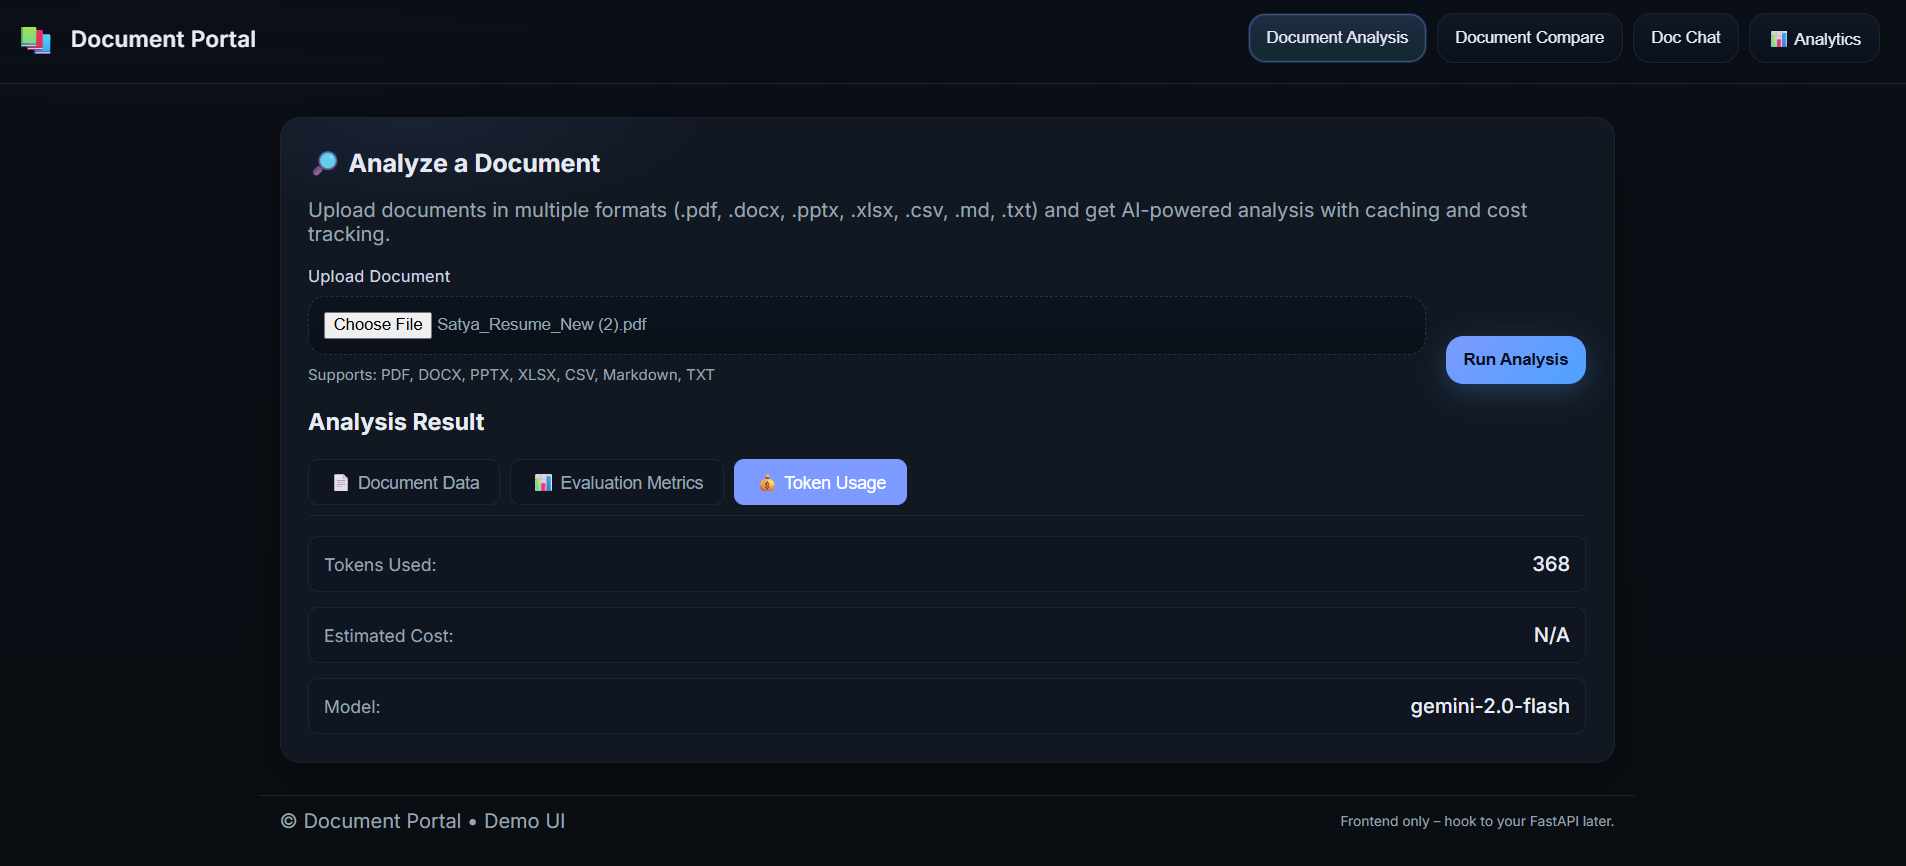 Document Portal
Document Analysis
Document Compare
Doc Chat
Analytics
Analyze a Document
Upload documents in multiple formats (.pdf, .docx, .pptx, .xlsx, .csv, .md, .txt) and get AI-powered analysis with caching and cost
tracking.
Upload Document
Choose File Satya_Resume_New (2).pdf
Run Analysis
Supports: PDF, DOCX, PPTX, XLSX, CSV, Markdown, TXT
Analysis Result
Document Data
Evaluation Metrics
Token Usage
Tokens Used: 368
Estimated Cost: N/A
Model: gemini-2.0-flash
© Document Portal • Demo UI
Frontend only – hook to your FastAPI later.